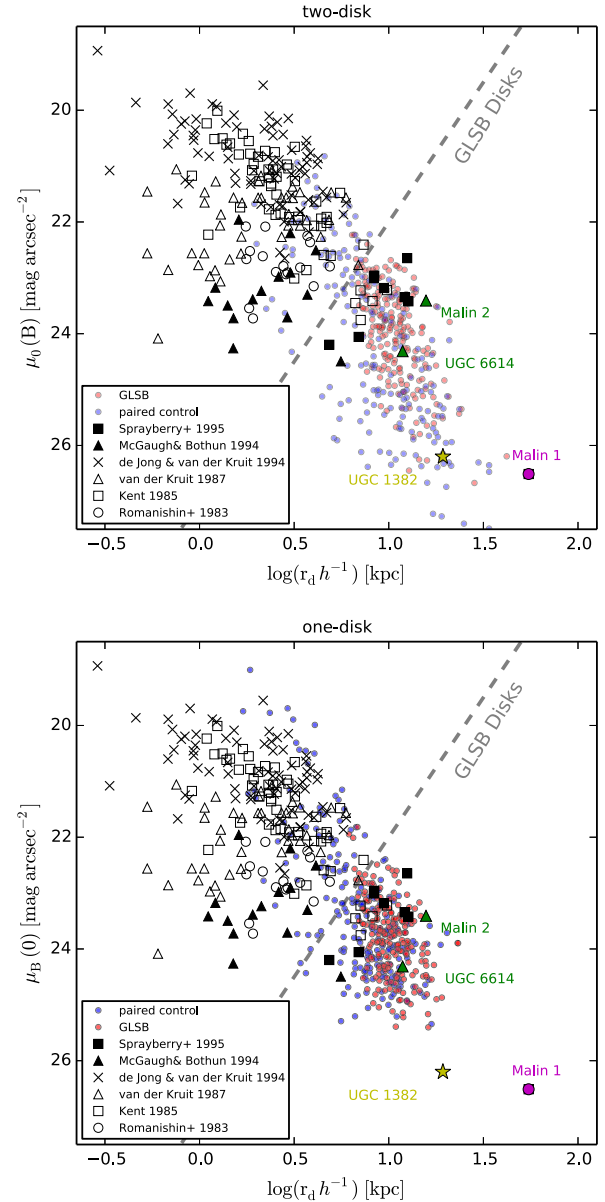 two-disk
20
22
24
26
μ0(B) [mag arcsec−2]
GLSB Disks
Malin 2
UGC 6614
Malin 1
UGC 1382
GLSB
paired control
Sprayberry+ 1995
McGaugh& Bothun 1994
de Jong & van der Kruit 1994
van der Kruit 1987
Kent 1985
Romanishin+ 1983
−0.5 0.0 0.5 1.0 1.5 2.0
log(rd h−1) [kpc]
one-disk
20
22
24
26
μB(0) [mag arcsec−2]
GLSB Disks
Malin 2
UGC 6614
Malin 1
UGC 1382
paired control
GLSB
Sprayberry+ 1995
McGaugh& Bothun 1994
de Jong & van der Kruit 1994
van der Kruit 1987
Kent 1985
Romanishin+ 1983
−0.5 0.0 0.5 1.0 1.5 2.0
log(rd h−1) [kpc]